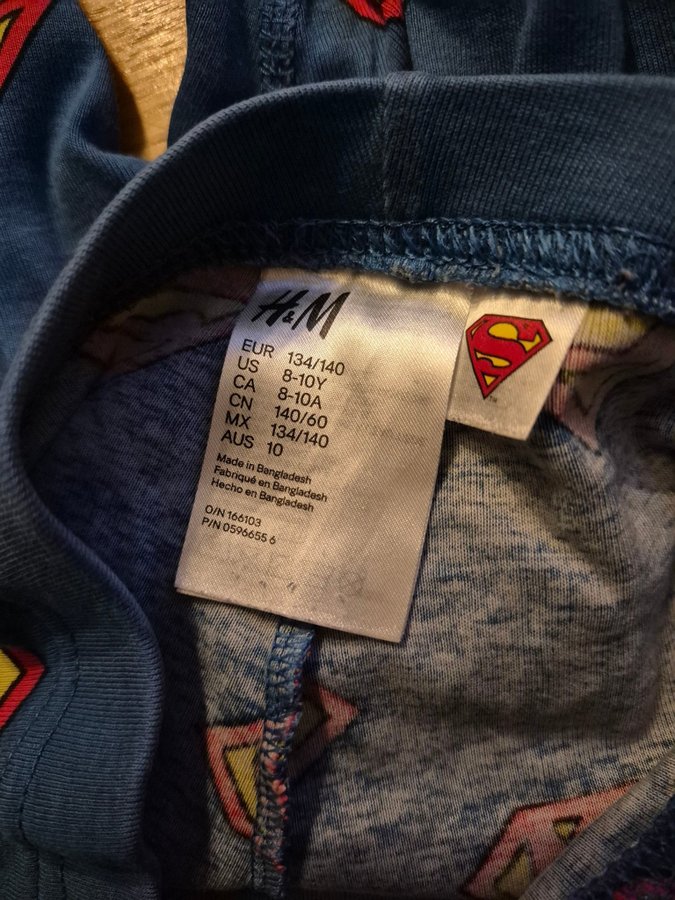 H&M
EUR 134/140
US 8-10Y
CA 8-10A
CN 140/60
MX 134/140
AUS 10
Made in Bangladesh
Fabriqué en Bangladesh
Hecho en Bangladesh
O/N 166103
P/N 0596655 6
S
TM